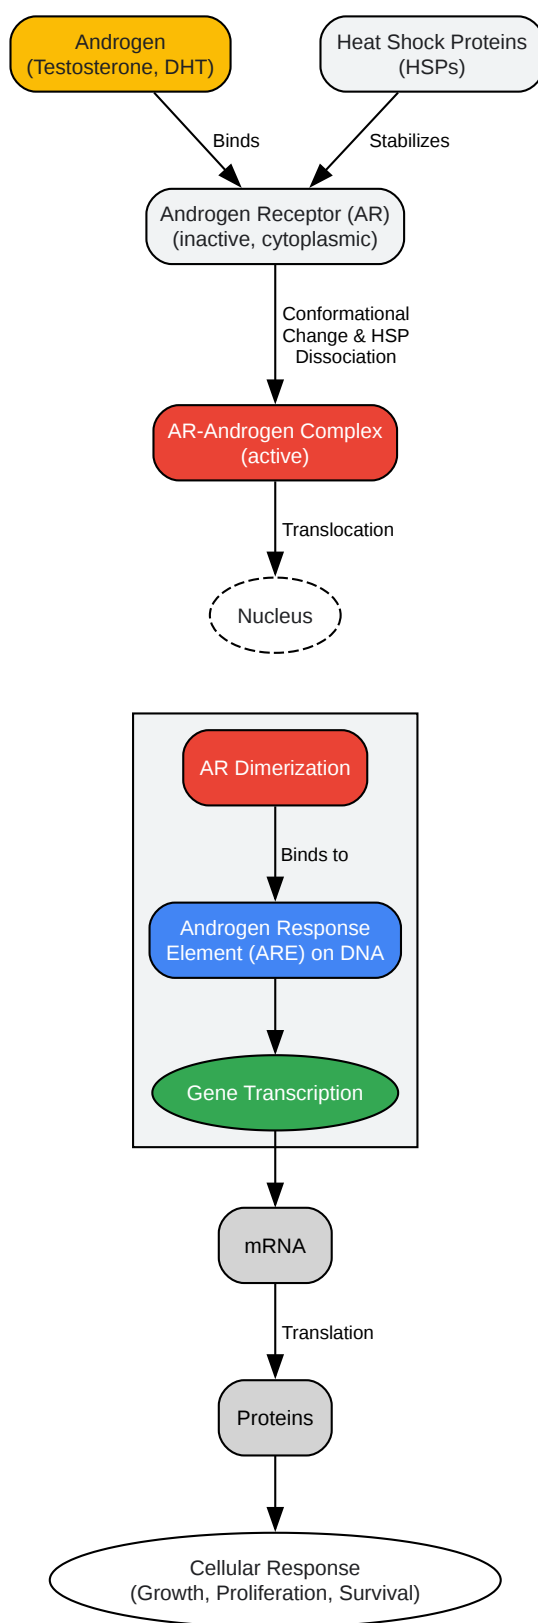 Androgen
(Testosterone, DHT)
Heat Shock Proteins
(HSPs)
Binds
Stabilizes
Androgen Receptor (AR)
(inactive, cytoplasmic)
Conformational
Change & HSP
Dissociation
AR-Androgen Complex
(active)
Translocation
Nucleus
AR Dimerization
Binds to
Androgen Response
Element (ARE) on DNA
Gene Transcription
mRNA
Translation
Proteins
Cellular Response
(Growth, Proliferation, Survival)